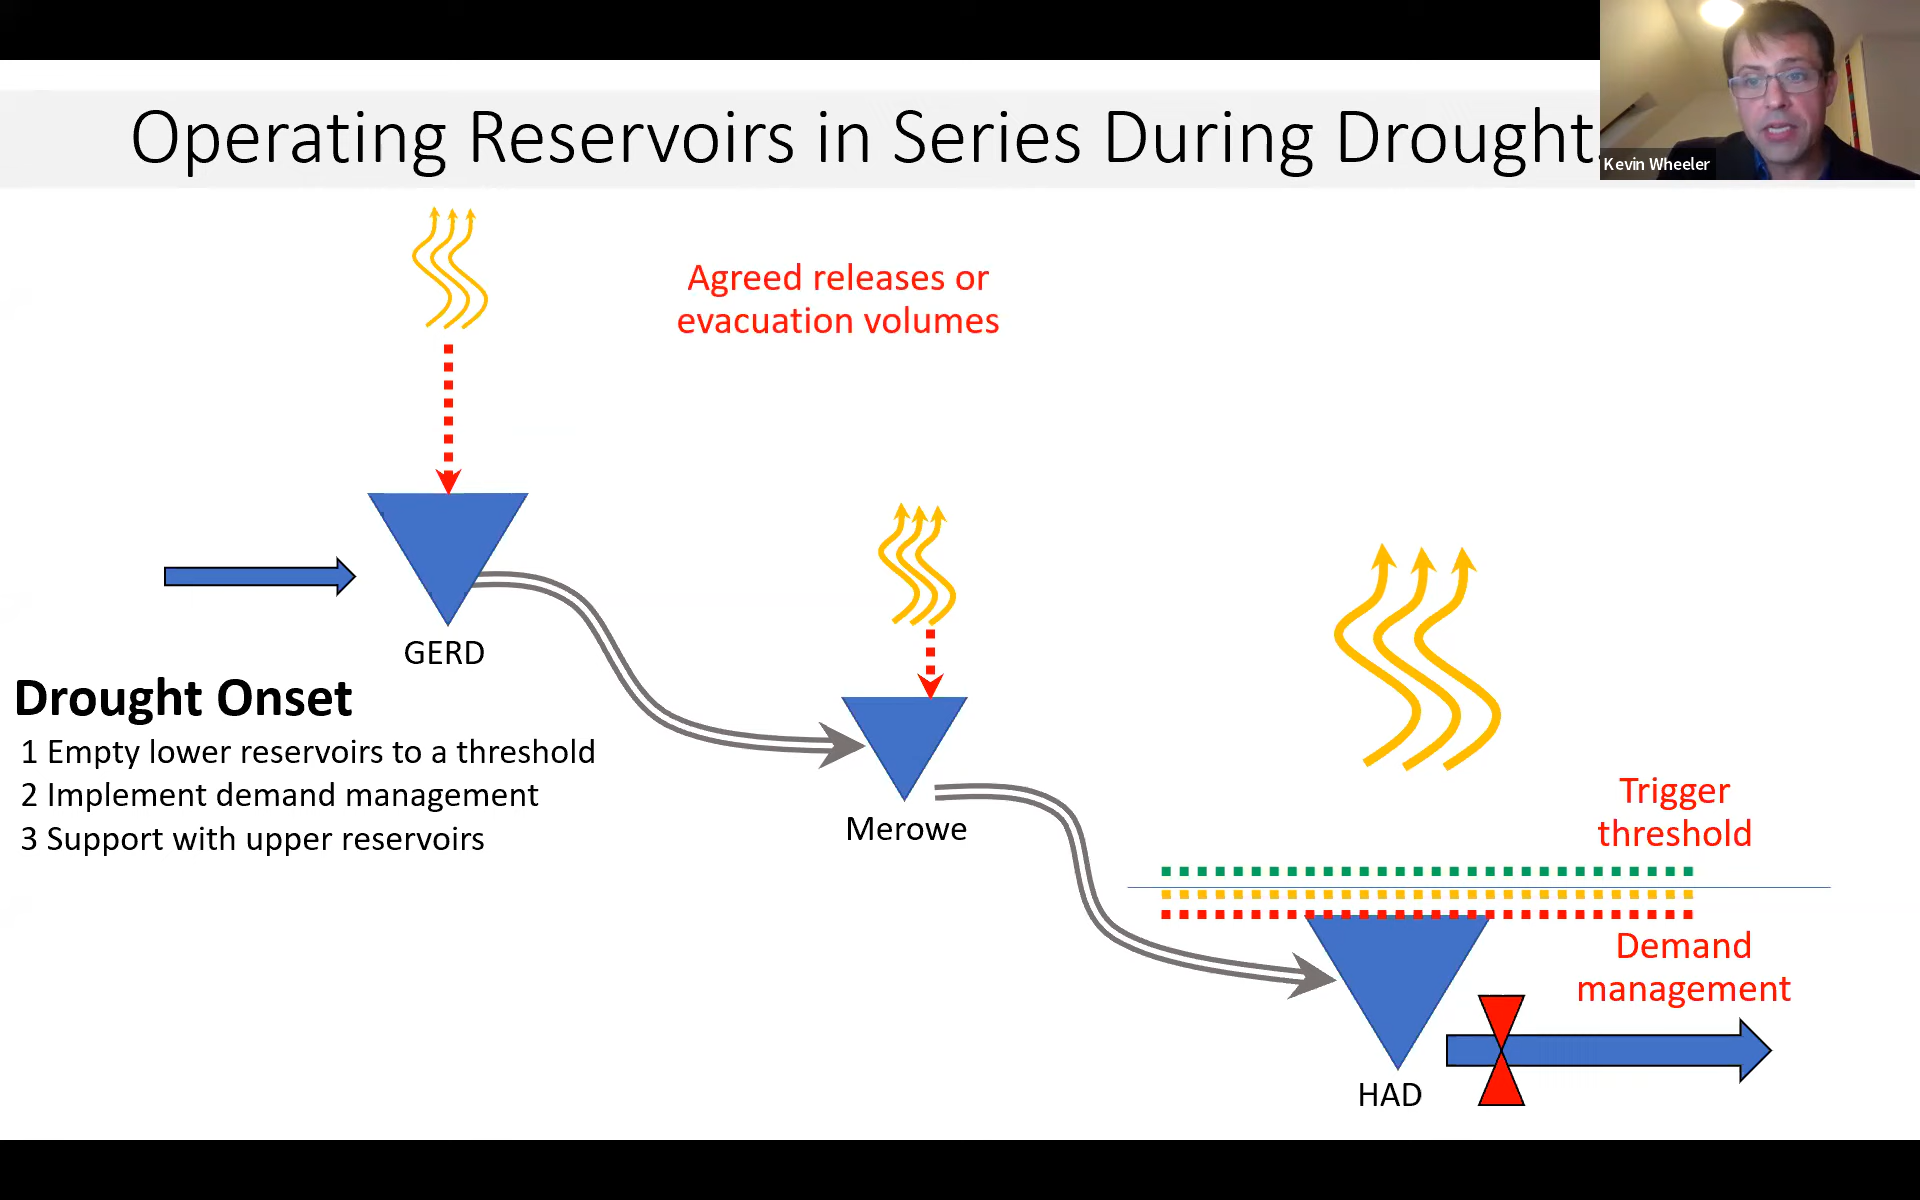 Operating Reservoirs in Series During Drought
Kevin Wheeler
Agreed releases or
evacuation volumes
GERD
Drought Onset
1 Empty lower reservoirs to a threshold
2 Implement demand management
3 Support with upper reservoirs
Merowe
Trigger
threshold
Demand
management
HAD